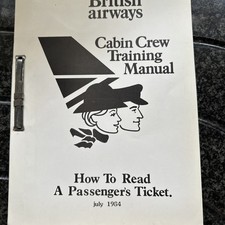 British
airways
Cabin Crew
Training
Manual
How To Read
A Passenger's Ticket.
july 1984